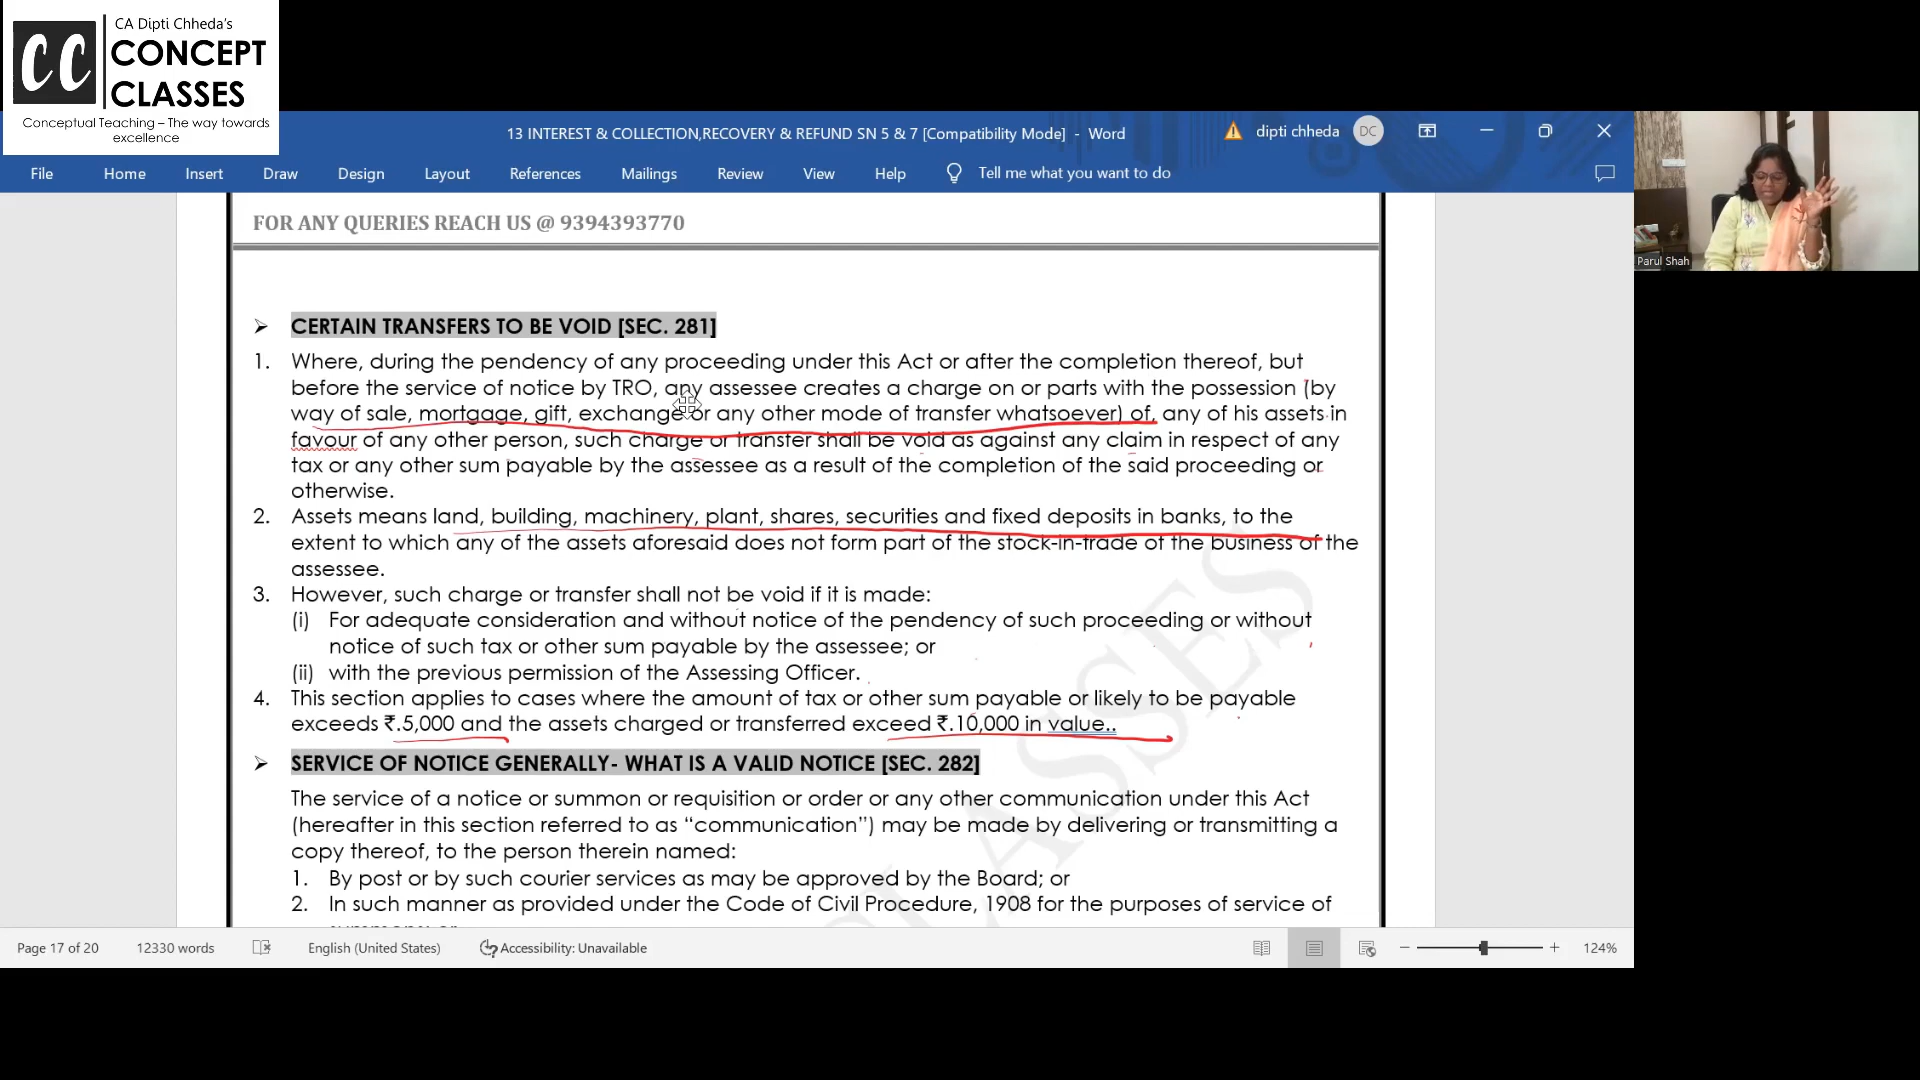 CC
CA Dipti Chheda's
CONCEPT
CLASSES
Conceptual Teaching – The way towards
excellence
13 INTEREST & COLLECTION,RECOVERY & REFUND SN 5 & 7 [Compatibility Mode] - Word
dipti chheda DC
File Home Insert Draw Design Layout References Mailings Review View Help Tell me what you want to do
Parul Shah
FOR ANY QUERIES REACH US @ 9394393770
CERTAIN TRANSFERS TO BE VOID [SEC. 281]
1. Where, during the pendency of any proceeding under this Act or after the completion thereof, but
before the service of notice by TRO, any assessee creates a charge on or parts with the possession (by
way of sale, mortgage, gift, exchange or any other mode of transfer whatsoever) of, any of his assets in
favour of any other person, such charge or transfer shall be void as against any claim in respect of any
tax or any other sum payable by the assessee as a result of the completion of the said proceeding or
otherwise.
2. Assets means land, building, machinery, plant, shares, securities and fixed deposits in banks, to the
extent to which any of the assets aforesaid does not form part of the stock-in-trade of the business of the
assessee.
3. However, such charge or transfer shall not be void if it is made:
(i) For adequate consideration and without notice of the pendency of such proceeding or without
notice of such tax or other sum payable by the assessee; or
(ii) with the previous permission of the Assessing Officer.
4. This section applies to cases where the amount of tax or other sum payable or likely to be payable
exceeds ₹.5,000 and the assets charged or transferred exceed ₹.10,000 in value..
SERVICE OF NOTICE GENERALLY- WHAT IS A VALID NOTICE [SEC. 282]
The service of a notice or summon or requisition or order or any other communication under this Act
(hereafter in this section referred to as “communication”) may be made by delivering or transmitting a
copy thereof, to the person therein named:
1. By post or by such courier services as may be approved by the Board; or
2. In such manner as provided under the Code of Civil Procedure, 1908 for the purposes of service of
Page 17 of 20 12330 words English (United States) Accessibility: Unavailable 124%